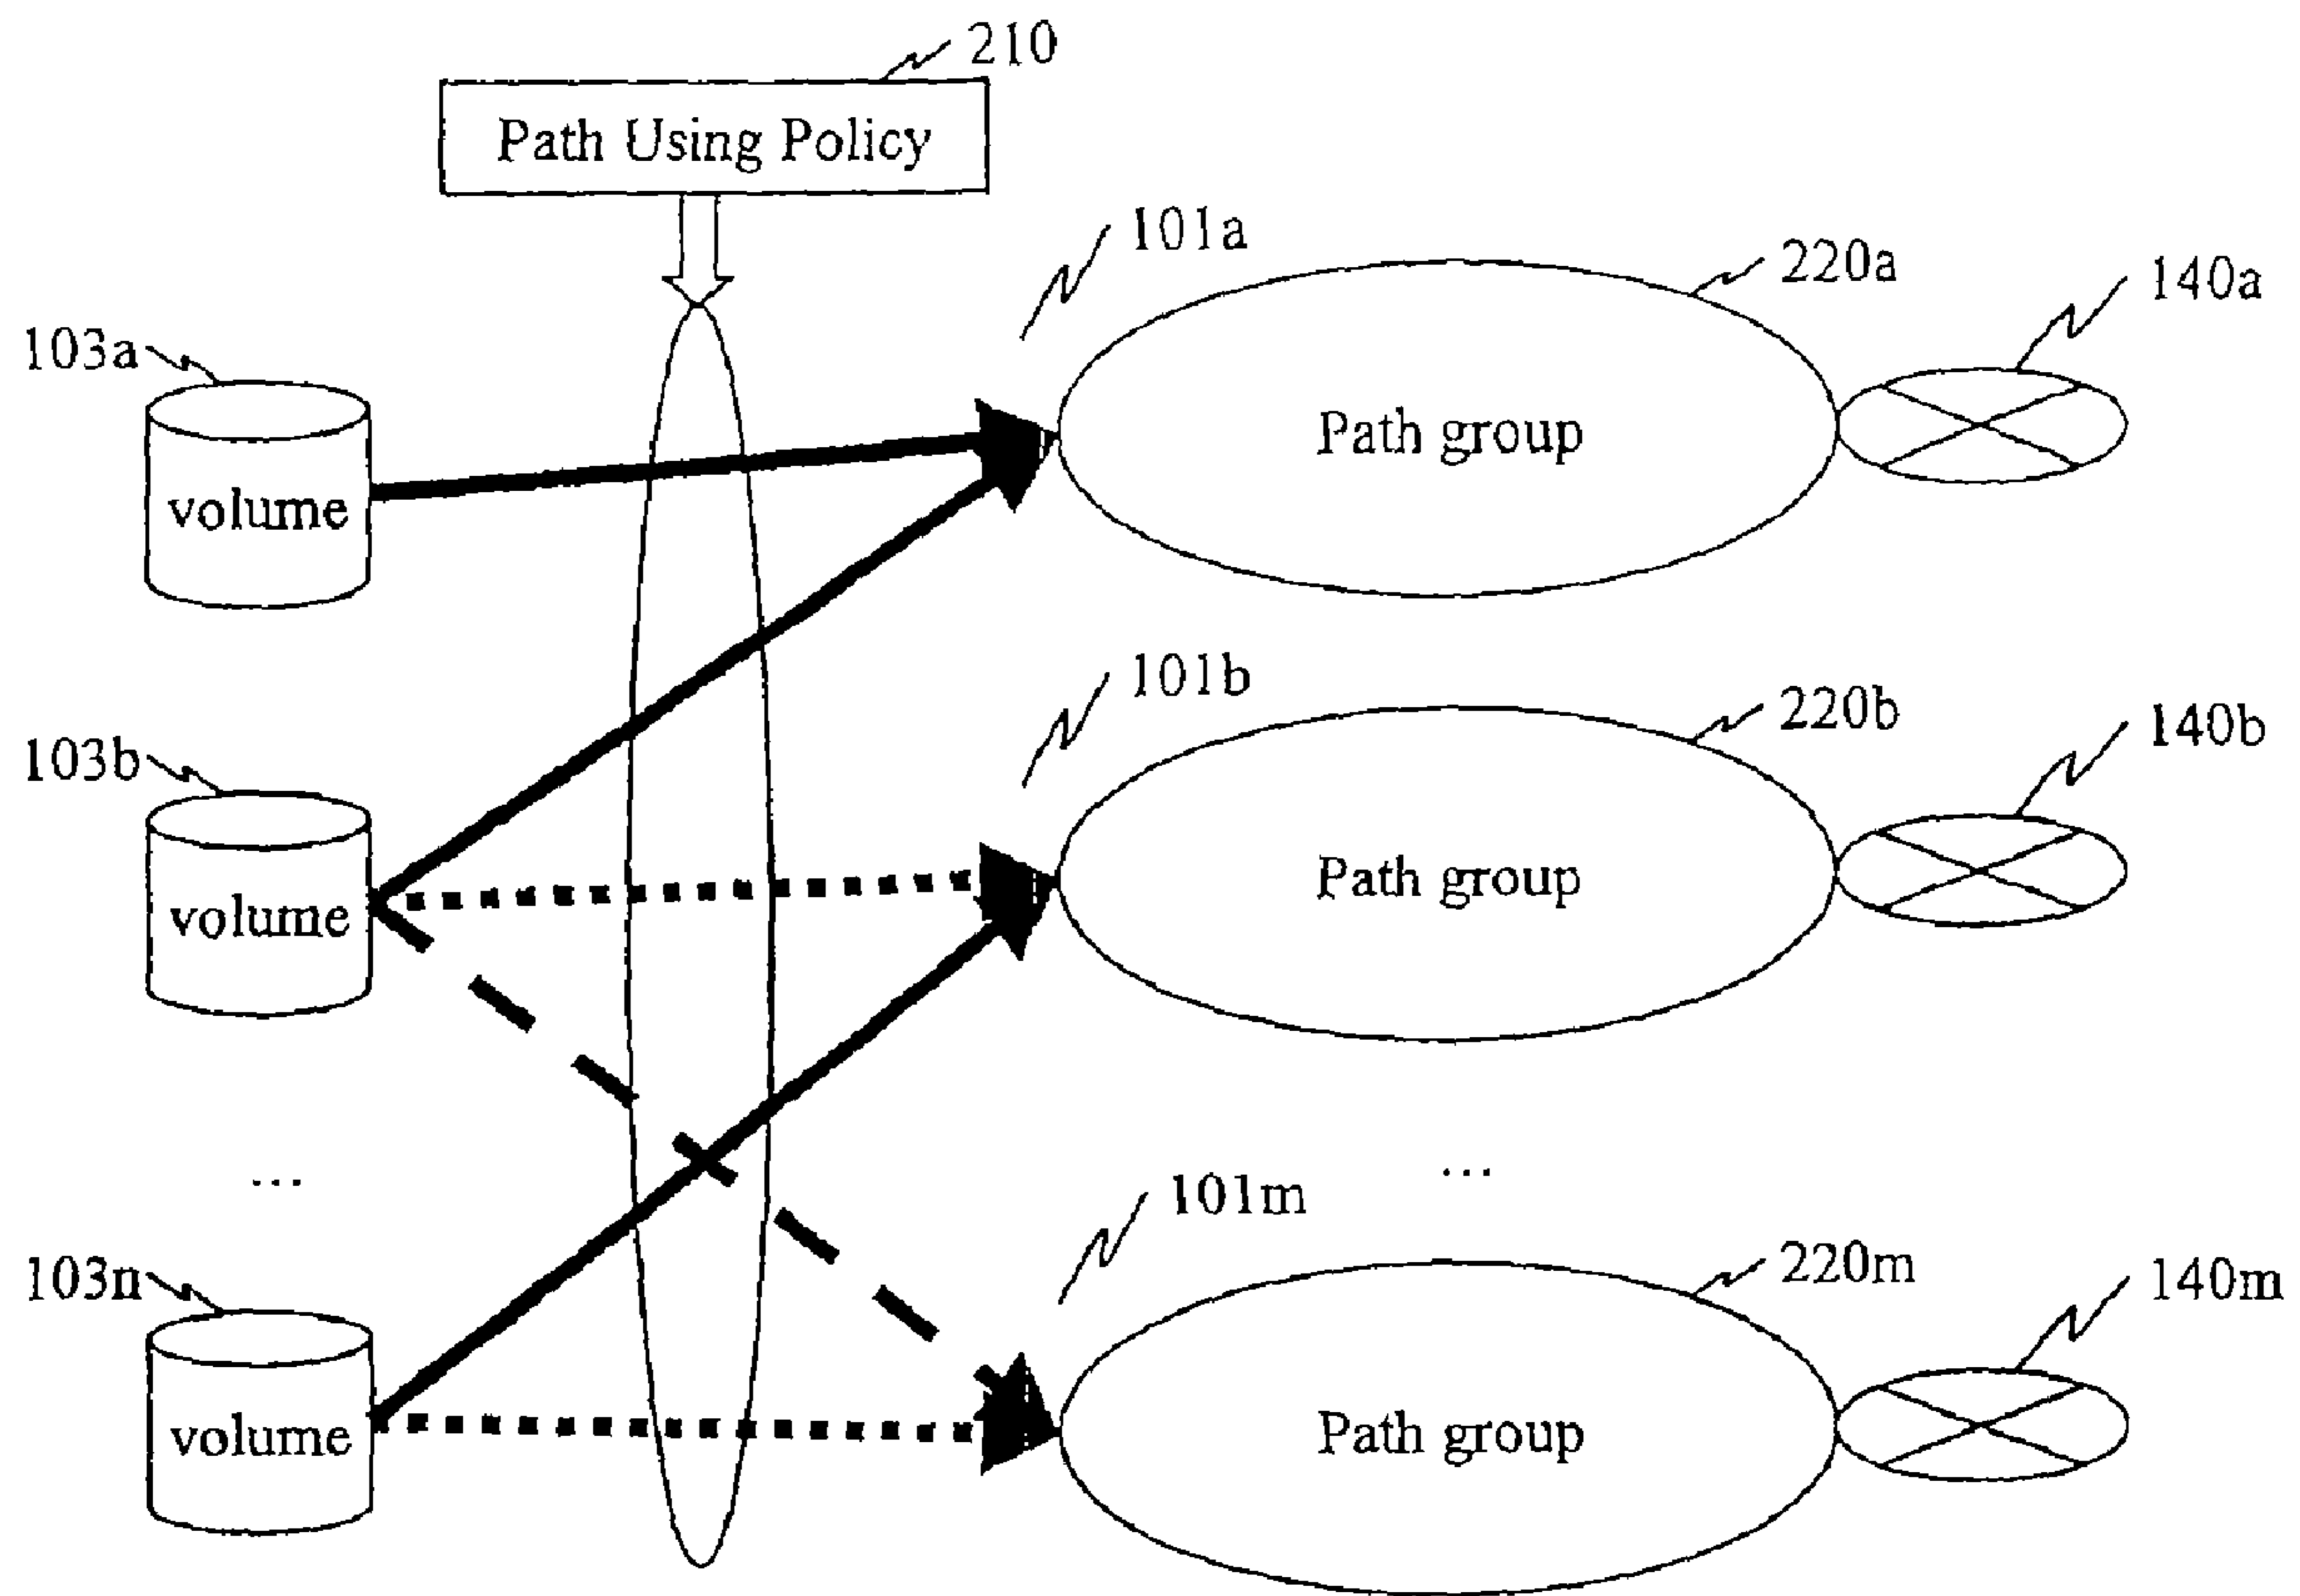 210
Path Using Policy
101a
220a
140a
103a
Path group
volume
101b
220b
140b
103b
Path group
volume
...
101m
...
103n
220m
140m
Path group
volume